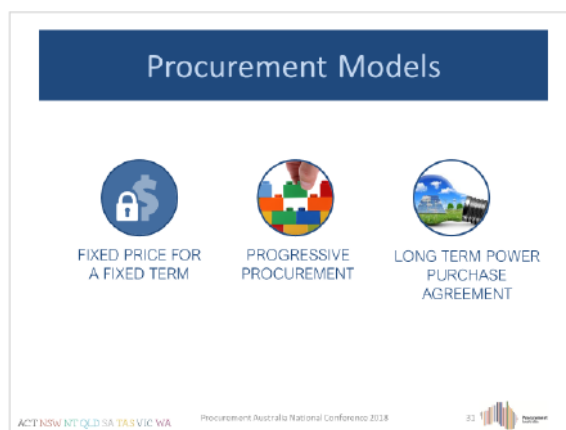 Procurement Models
$
FIXED PRICE FOR
A FIXED TERM
PROGRESSIVE
PROCUREMENT
LONG TERM POWER
PURCHASE
AGREEMENT
ACT NSW NT QLD SA TAS VIC WA
Procurement Australia National Conference 2018
31
Procurement